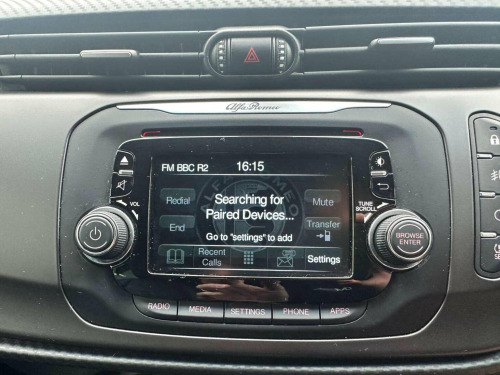 Alfa Romeo
FM BBC R2 16:15
Redial
Searching for
Paired Devices...
Mute
End
Transfer
Go to "settings" to add
Recent
Calls
Settings
VOL
TUNE
SCROLL
BROWSE
ENTER
RADIO MEDIA SETTINGS PHONE APPS